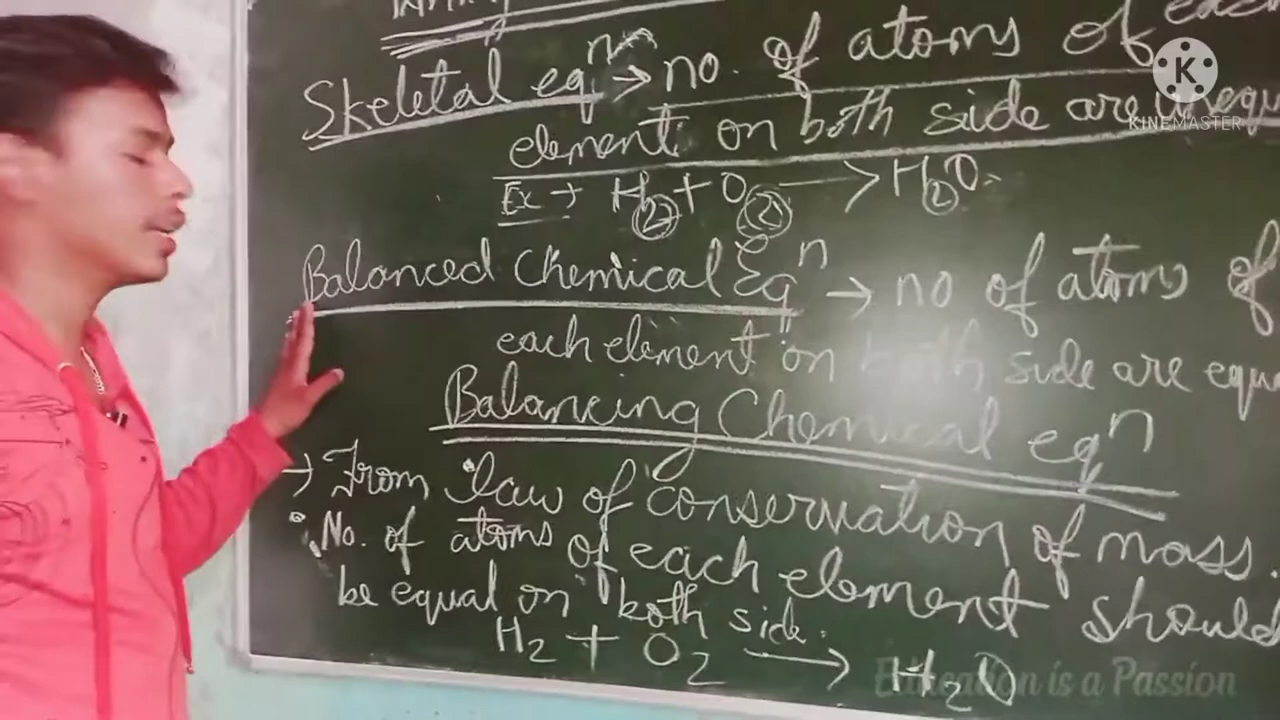 Skeletal eqn → no. of atoms of each
element on both side are unequ
Ex → H2 + O2 → H2O
Balanced Chemical Eqn → no of atoms of
each element on both side are equ
Balancing Chemical eqn
→ From law of conservation of mass.
∴ No. of atoms of each element should
be equal on both side.
H2 + O2 → H2O
K
KINEMASTER
Education is a Passion